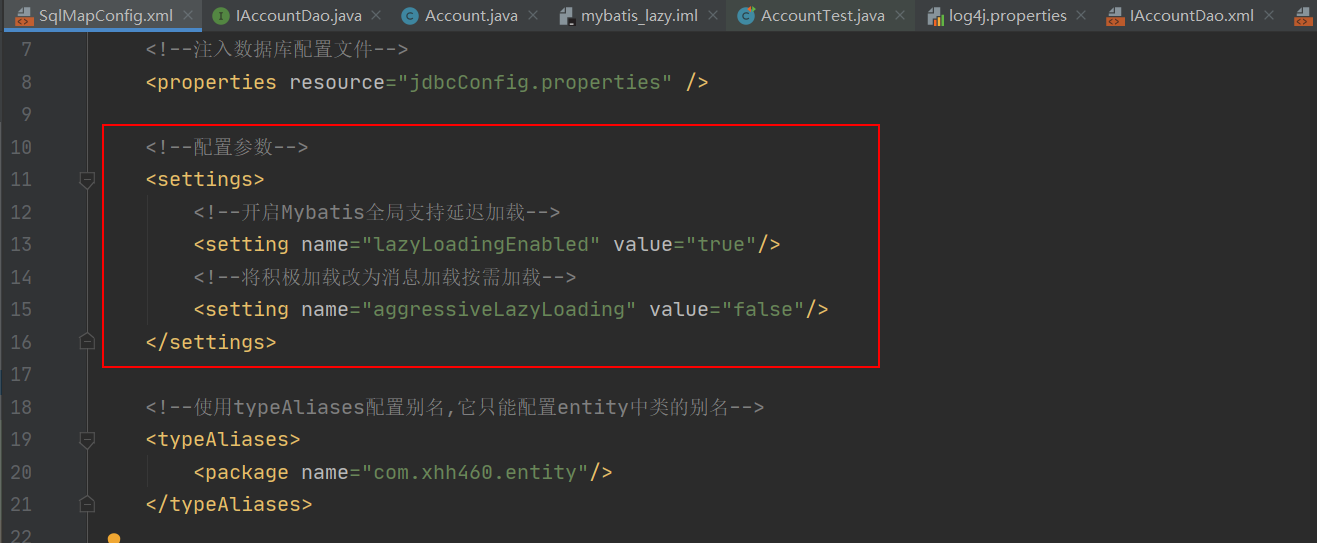 SqlMapConfig.xml IAccountDao.java Account.java mybatis_lazy.iml AccountTest.java log4j.properties IAccountDao.xml
7 <!--注入数据库配置文件-->
8 <properties resource="jdbcConfig.properties" />
9
10 <!--配置参数-->
11 <settings>
12 <!--开启Mybatis全局支持延迟加载-->
13 <setting name="lazyLoadingEnabled" value="true"/>
14 <!--将积极加载改为消息加载按需加载-->
15 <setting name="aggressiveLazyLoading" value="false"/>
16 </settings>
17
18 <!--使用typeAliases配置别名,它只能配置entity中类的别名-->
19 <typeAliases>
20 <package name="com.xhh460.entity"/>
21 </typeAliases>
22